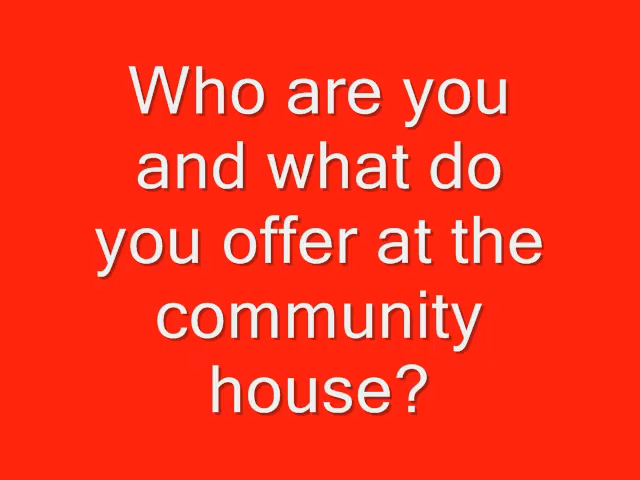 Who are you
and what do
you offer at the
community
house?